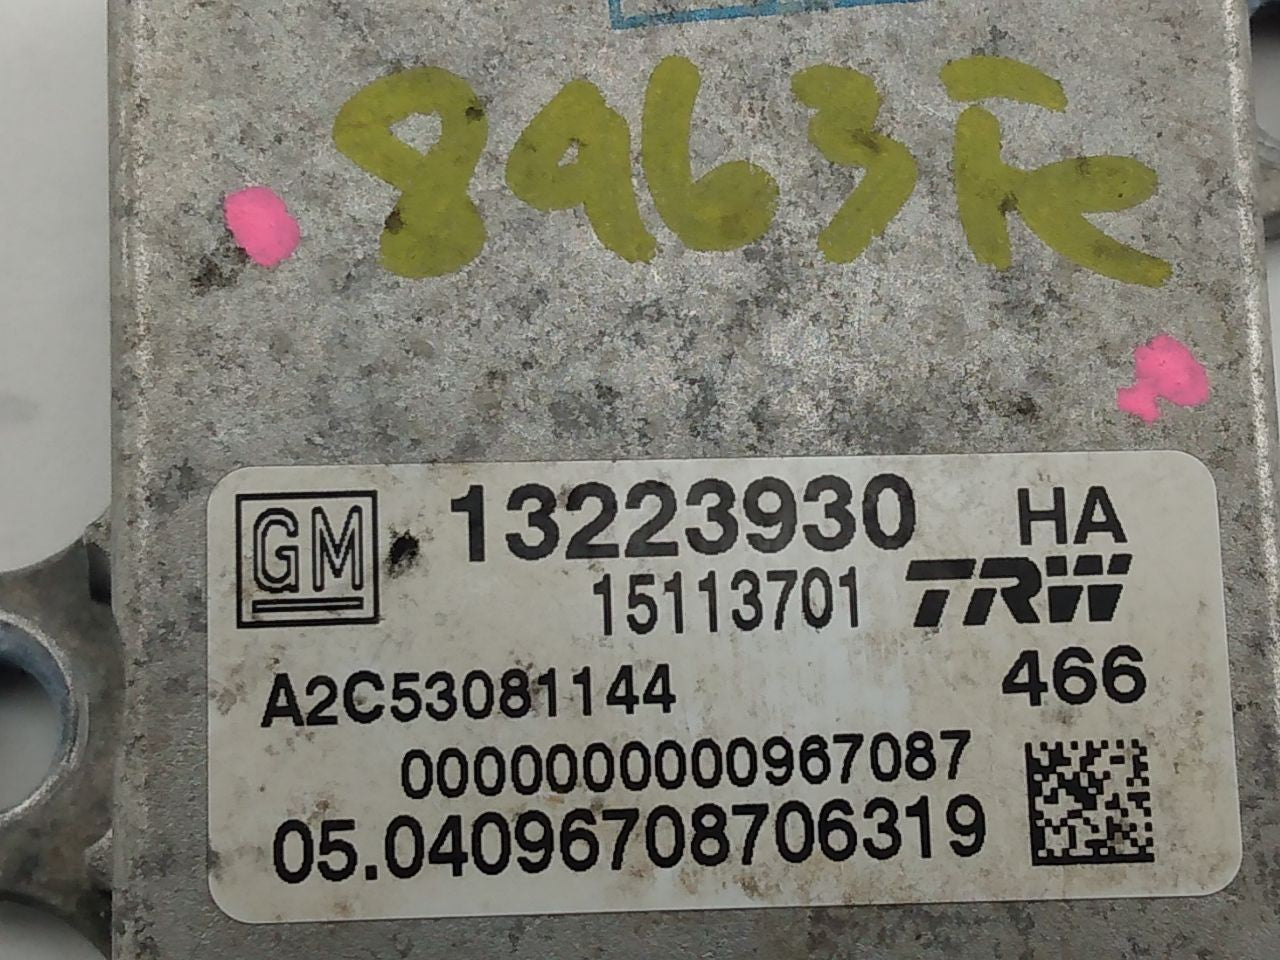 8963R
GM 13223930 HA
15113701 TRW
A2C53081144 466
0000000000967087
05.04096708706319